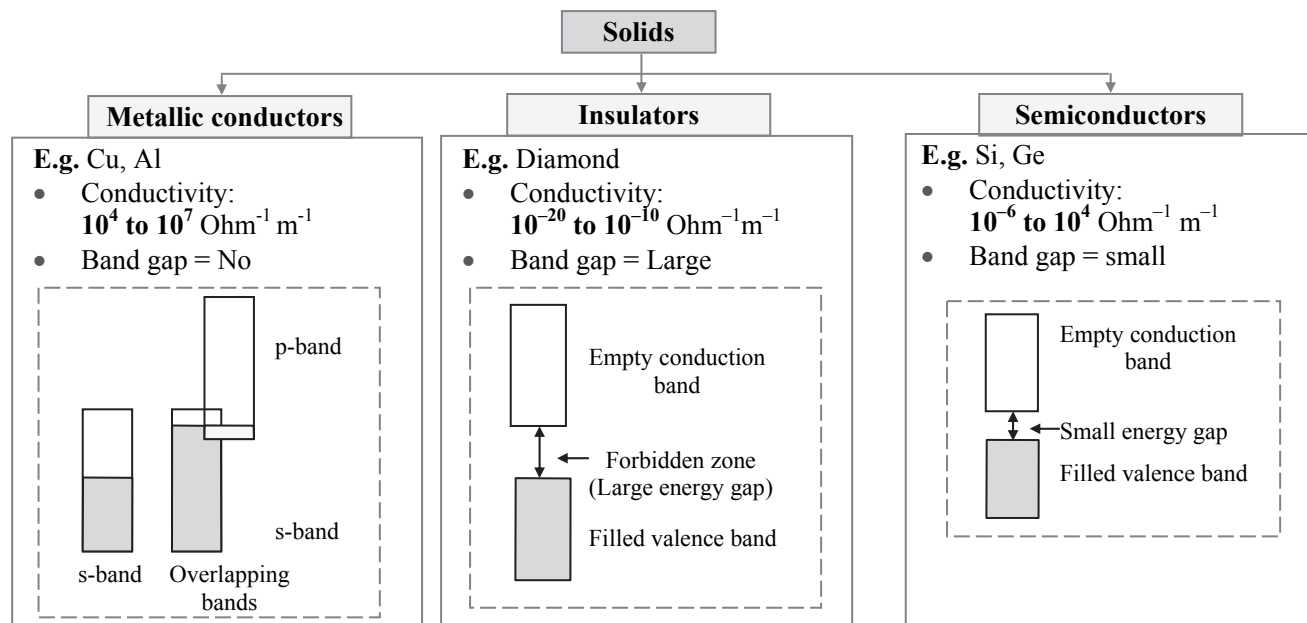 Solids
Metallic conductors
E.g. Cu, Al
• Conductivity:
10⁴ to 10⁷ Ohm⁻¹ m⁻¹
• Band gap = No
p-band
s-band
s-band
Overlapping
bands
Insulators
E.g. Diamond
• Conductivity:
10⁻²⁰ to 10⁻¹⁰ Ohm⁻¹m⁻¹
• Band gap = Large
Empty conduction
band
Forbidden zone
(Large energy gap)
Filled valence band
Semiconductors
E.g. Si, Ge
• Conductivity:
10⁻⁶ to 10⁴ Ohm⁻¹ m⁻¹
• Band gap = small
Empty conduction
band
Small energy gap
Filled valence band